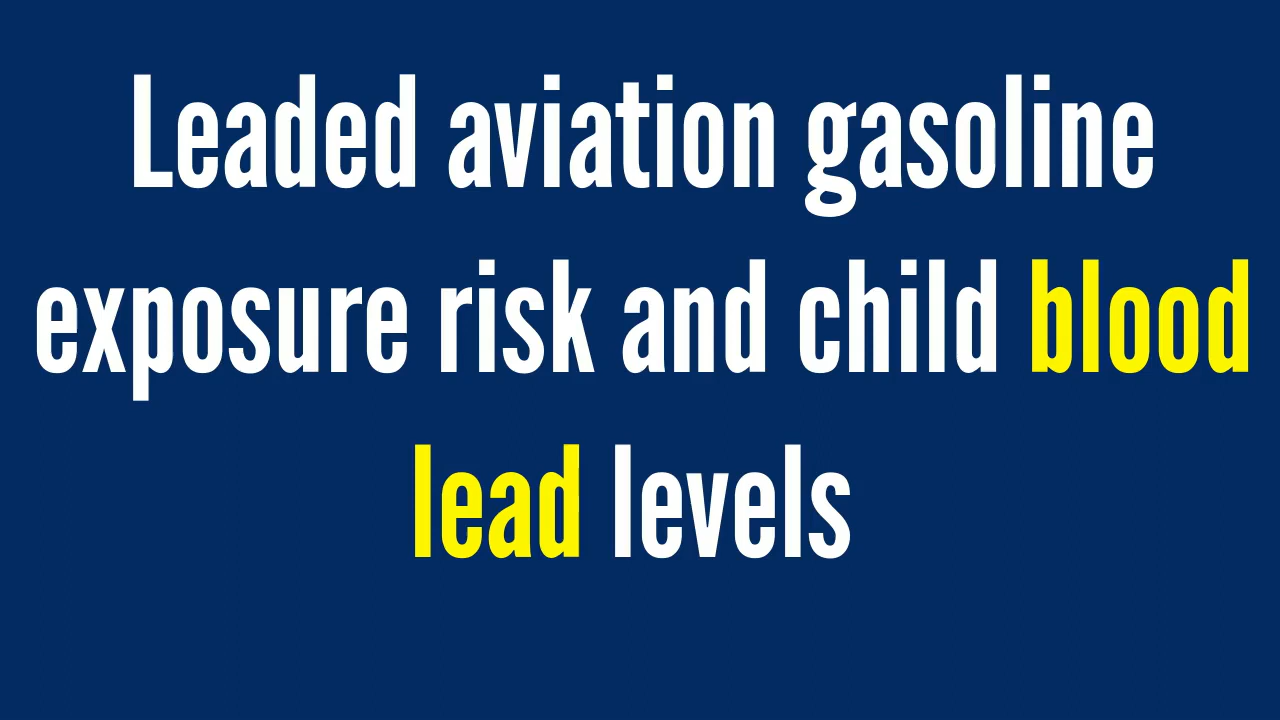 Leaded aviation gasoline
exposure risk and child blood
lead levels